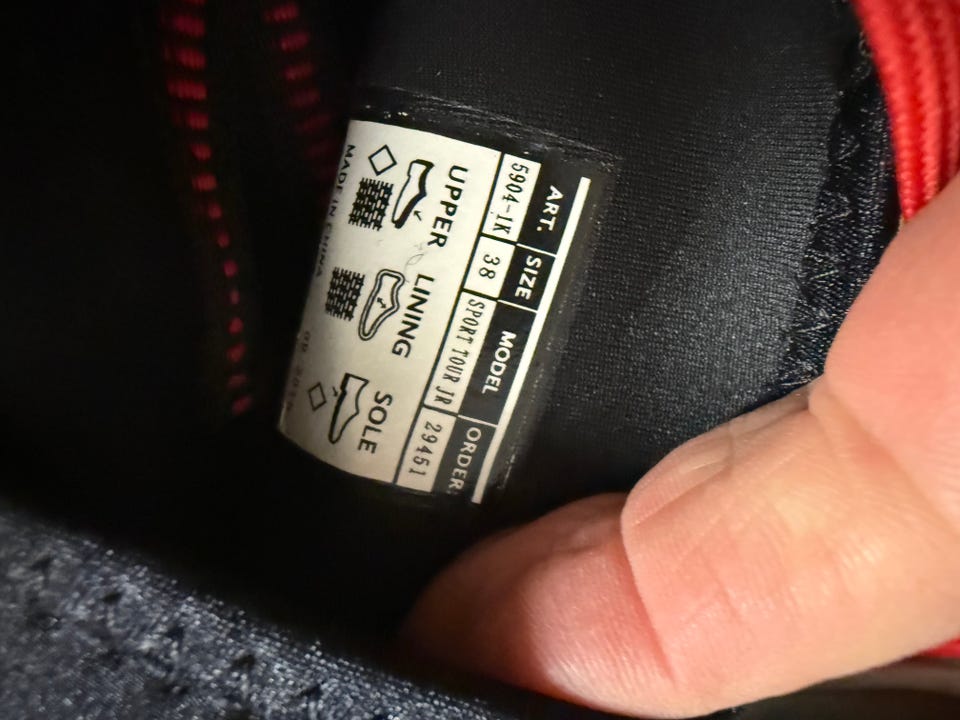 ART. SIZE MODEL ORDER:
5904-1K 38 SPORT TOUR JR 29451
UPPER LINING SOLE
MADE IN CHINA